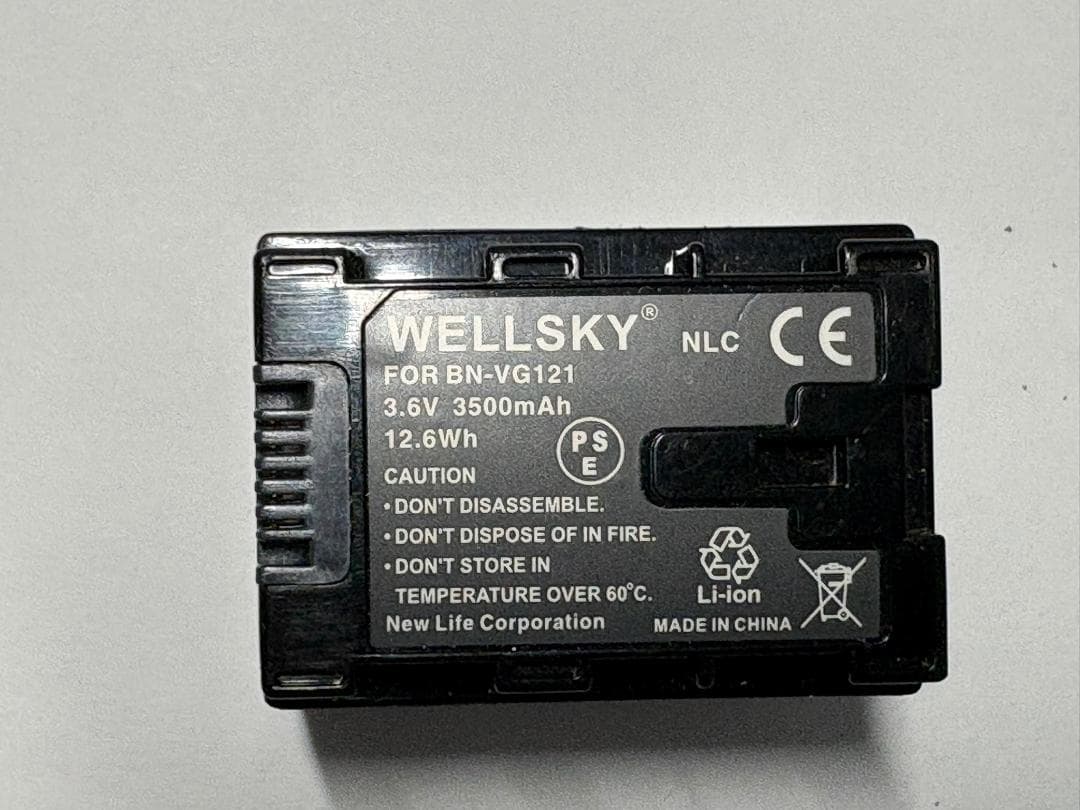 WELLSKY® NLC CE
FOR BN-VG121
3.6V 3500mAh
12.6Wh
PS
E
CAUTION
•DON'T DISASSEMBLE.
•DON'T DISPOSE OF IN FIRE.
•DON'T STORE IN
TEMPERATURE OVER 60°C.
Li-ion
New Life Corporation
MADE IN CHINA